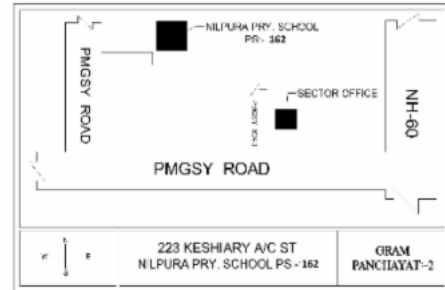 NILPURA PRY. SCHOOL
PS:- 162
PMGSY ROAD
SECTOR OFFICE
NH-60
PMGSY ROAD
N
W E
S
223 KESHIARY A/C ST
NILPURA PRY. SCHOOL PS - 162
GRAM
PANCHAYAT:-2